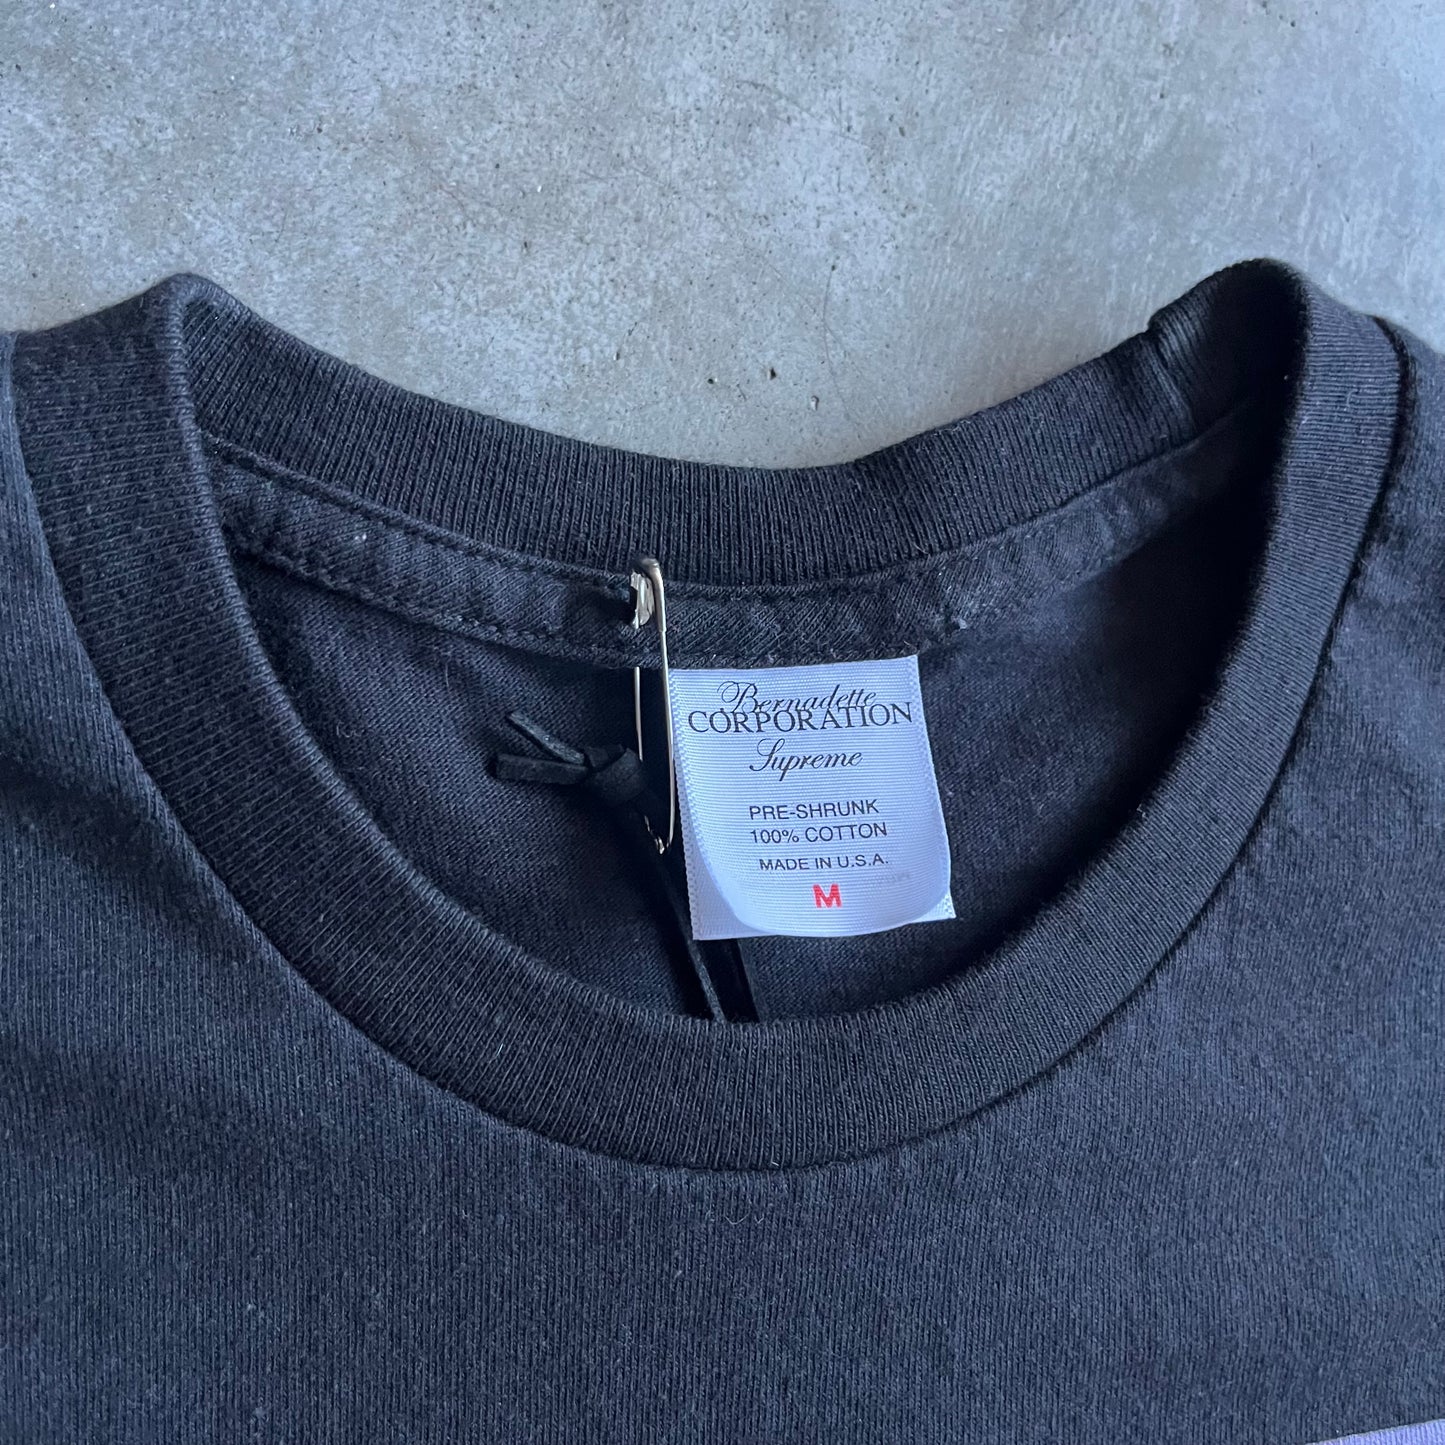 Bernadette
CORPORATION
Supreme
PRE-SHRUNK
100% COTTON
MADE IN U.S.A.
M